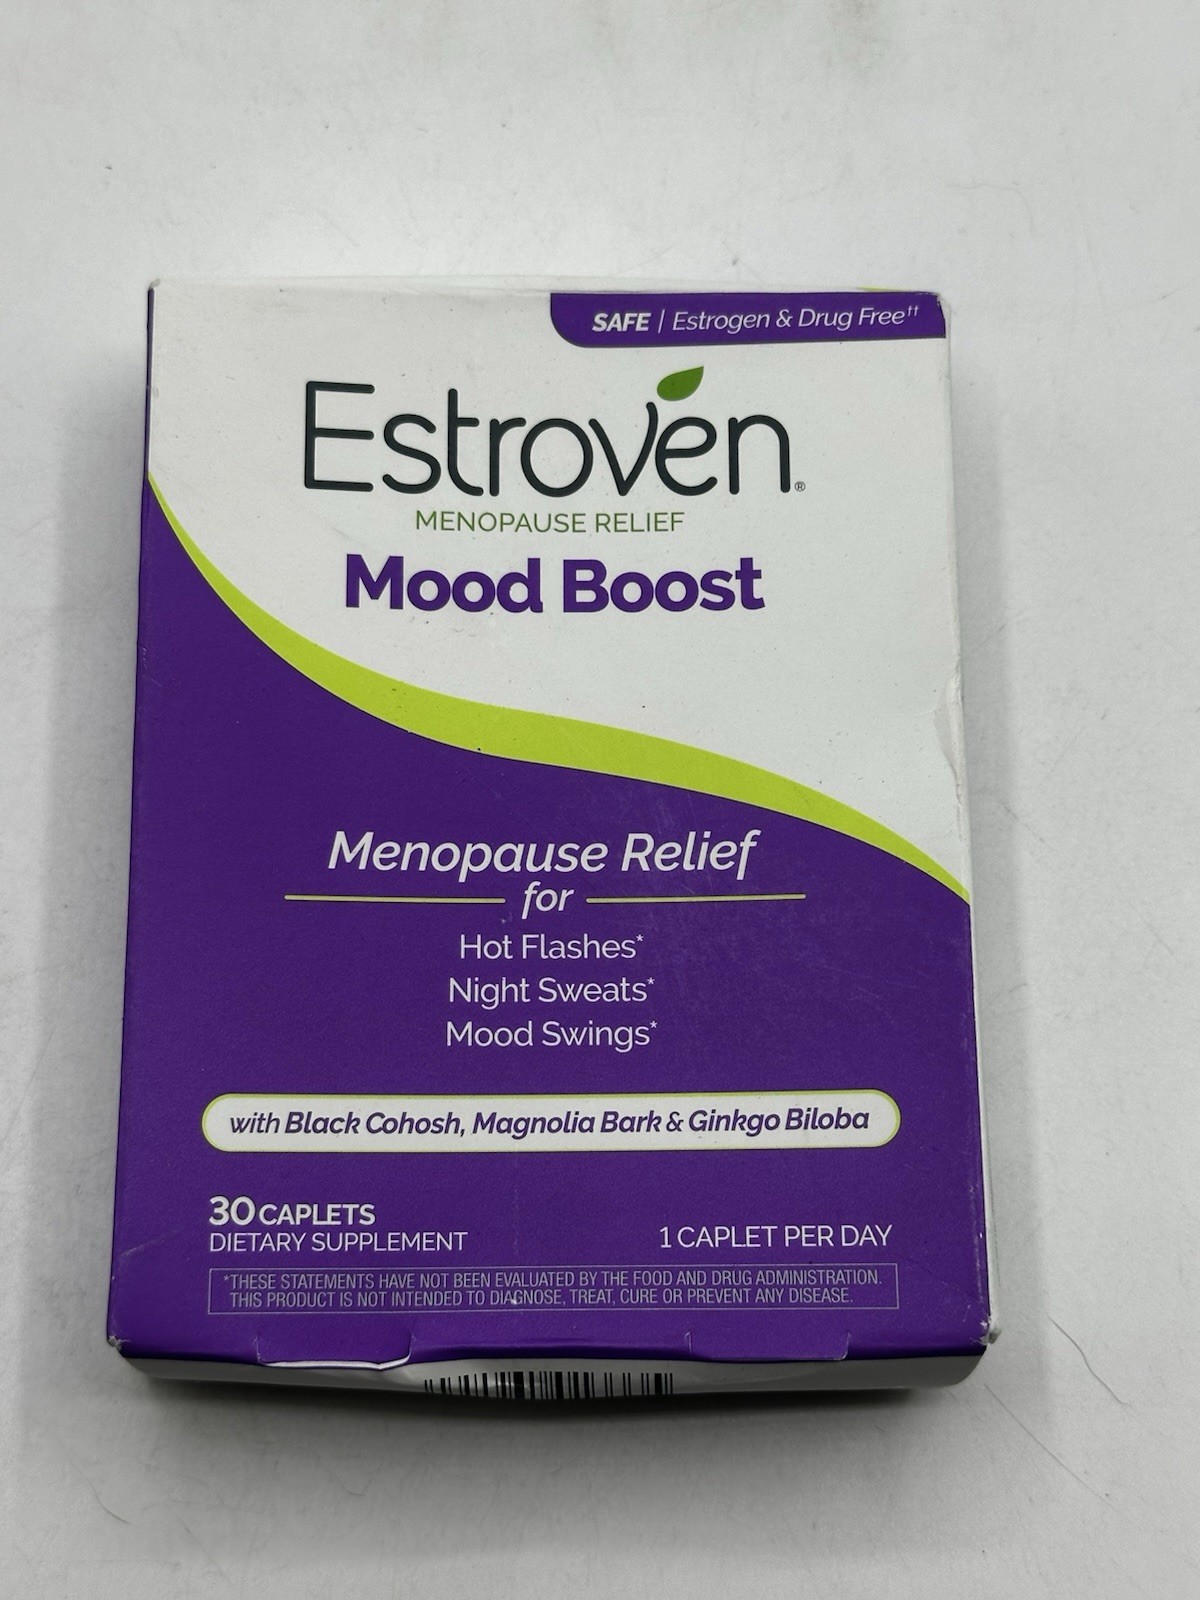 SAFE | Estrogen & Drug Free††
Estroven®
MENOPAUSE RELIEF
Mood Boost
Menopause Relief
for
Hot Flashes*
Night Sweats*
Mood Swings*
with Black Cohosh, Magnolia Bark & Ginkgo Biloba
30 CAPLETS
DIETARY SUPPLEMENT
1 CAPLET PER DAY
*THESE STATEMENTS HAVE NOT BEEN EVALUATED BY THE FOOD AND DRUG ADMINISTRATION.
THIS PRODUCT IS NOT INTENDED TO DIAGNOSE, TREAT, CURE OR PREVENT ANY DISEASE.